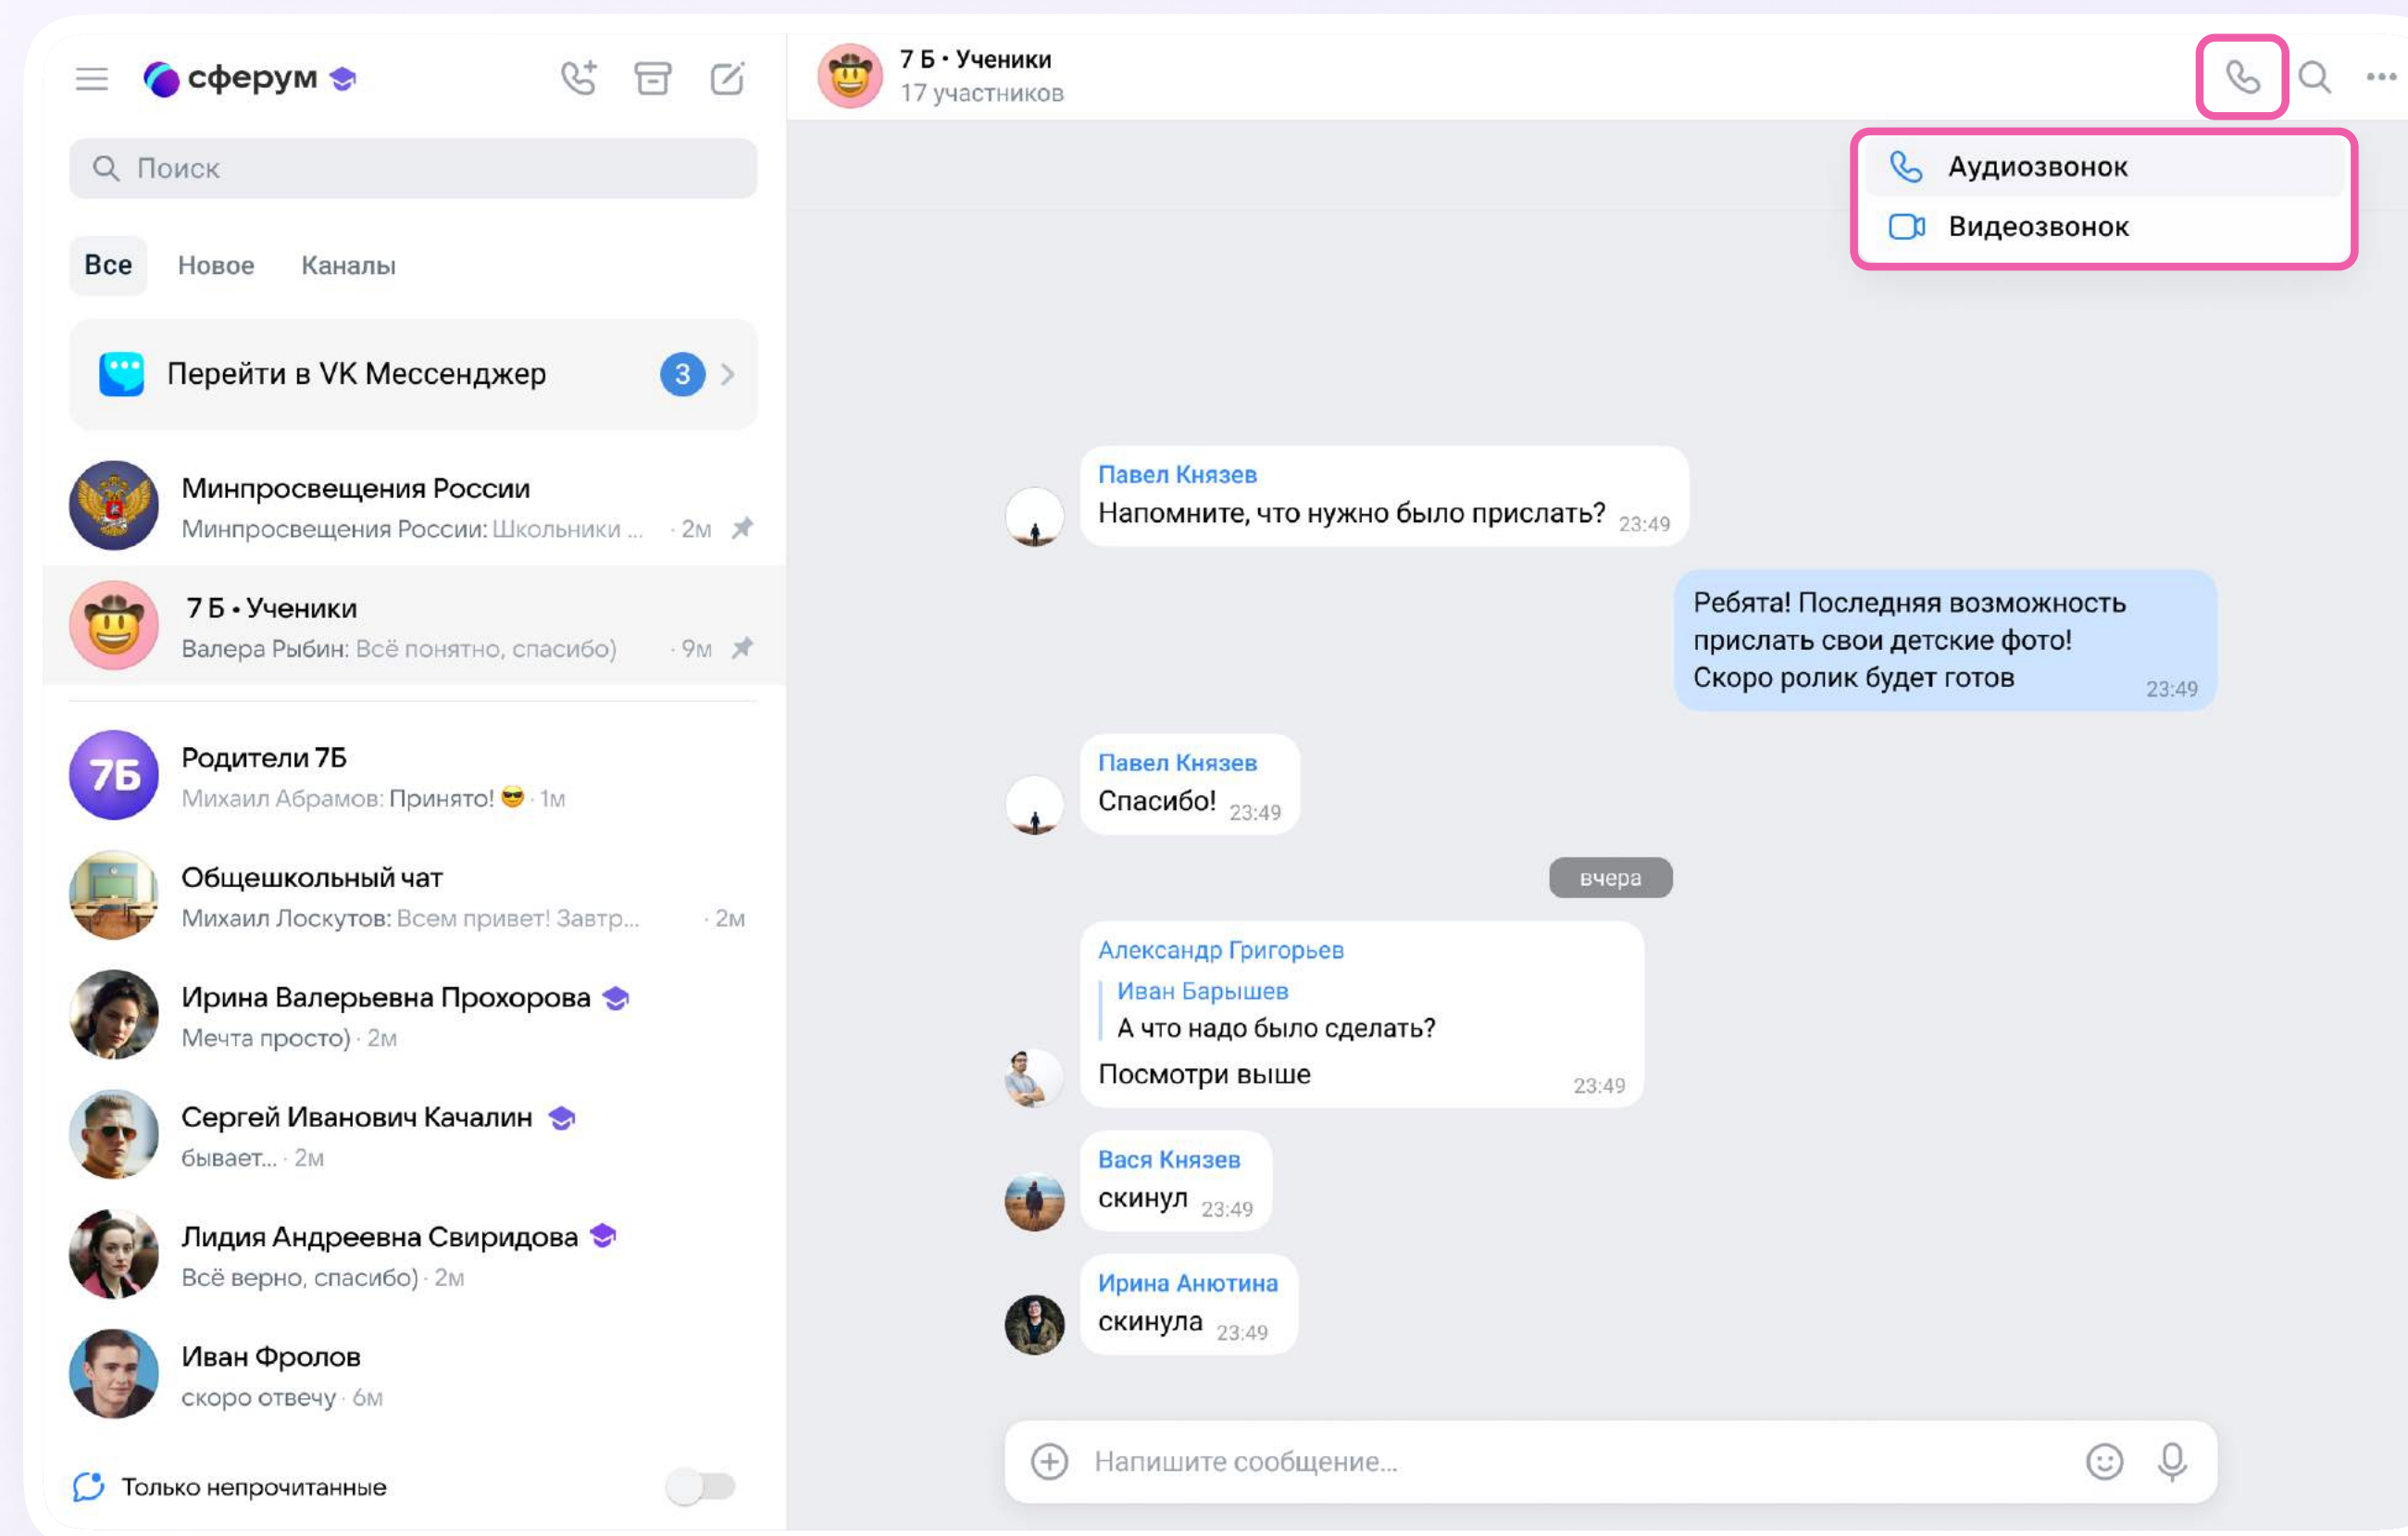 сферум
Поиск
Все Новое Каналы
Перейти в VK Мессенджер 3
Минпросвещения России
Минпросвещения России: Школьники ... · 2м
7 Б • Ученики
Валера Рыбин: Всё понятно, спасибо) · 9м
7Б
Родители 7Б
Михаил Абрамов: Принято! 😎 · 1м
Общешкольный чат
Михаил Лоскутов: Всем привет! Завтр... · 2м
Ирина Валерьевна Прохорова
Мечта просто) · 2м
Сергей Иванович Качалин
бывает... · 2м
Лидия Андреевна Свиридова
Всё верно, спасибо) · 2м
Иван Фролов
скоро отвечу · 6м
Только непрочитанные
7 Б • Ученики
17 участников
Аудиозвонок
Видеозвонок
Павел Князев
Напомните, что нужно было прислать? 23:49
Ребята! Последняя возможность
прислать свои детские фото!
Скоро ролик будет готов 23:49
Павел Князев
Спасибо! 23:49
вчера
Александр Григорьев
Иван Барышев
А что надо было сделать?
Посмотри выше 23:49
Вася Князев
скинул 23:49
Ирина Анютина
скинула 23:49
Напишите сообщение...